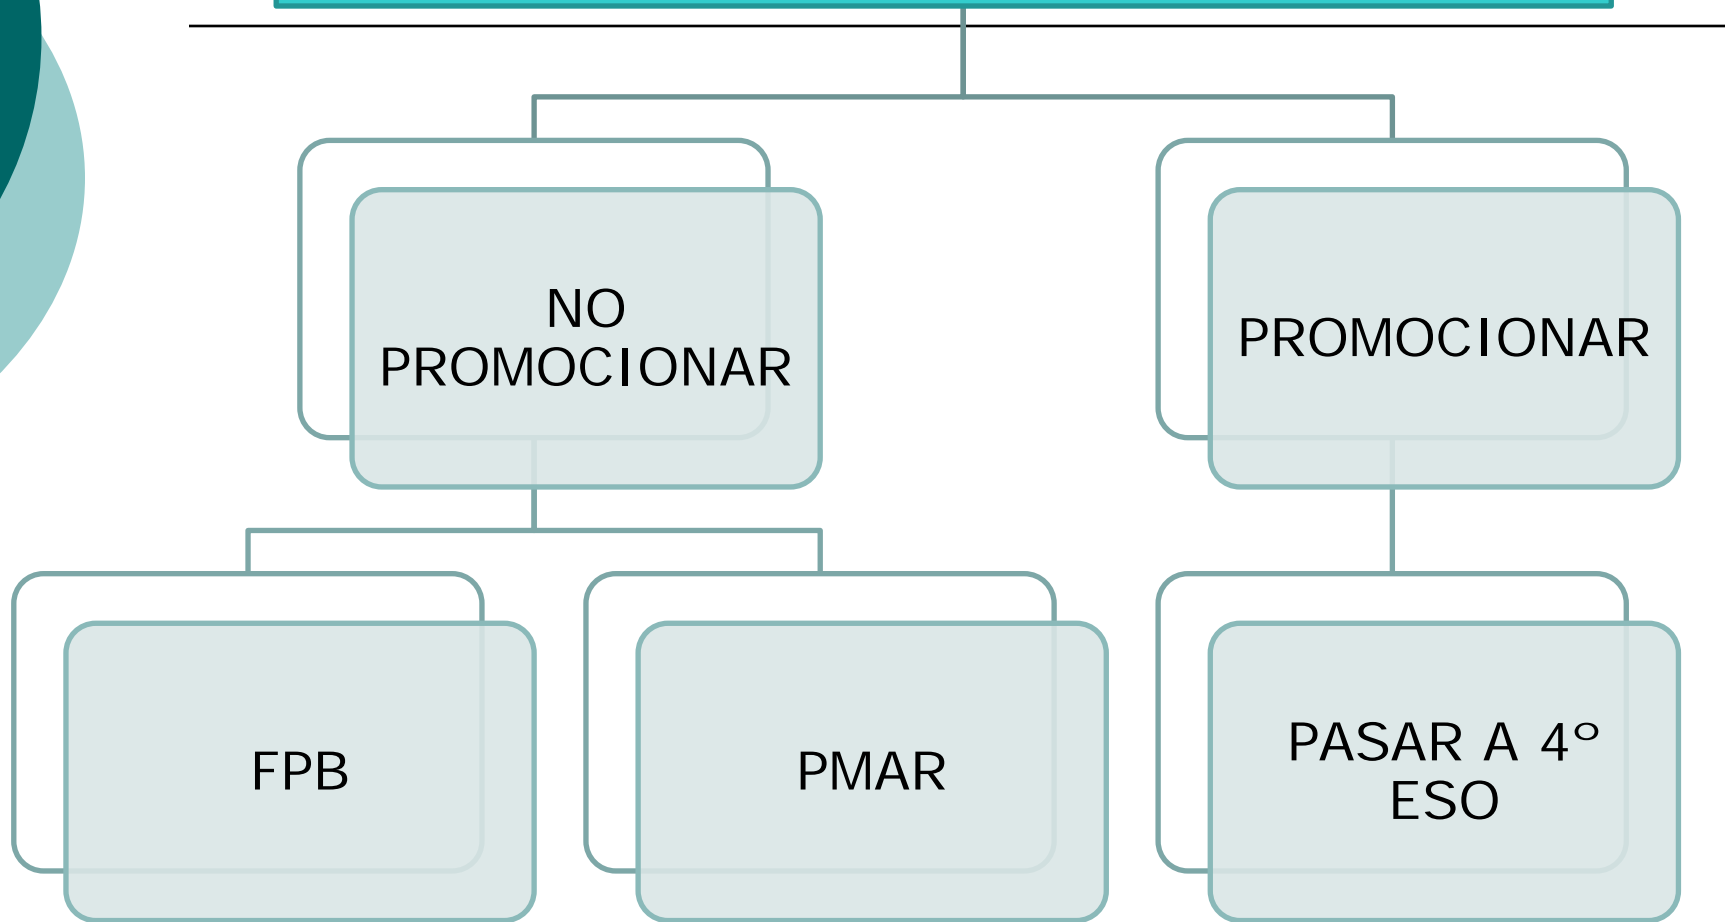 NO
PROMOCIONAR
PROMOCIONAR
FPB
PMAR
PASAR A 4º
ESO